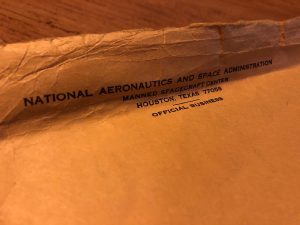 NATIONAL AERONAUTICS AND SPACE ADMINISTRATION
MANNED SPACECRAFT CENTER
HOUSTON, TEXAS 77058
OFFICIAL BUSINESS